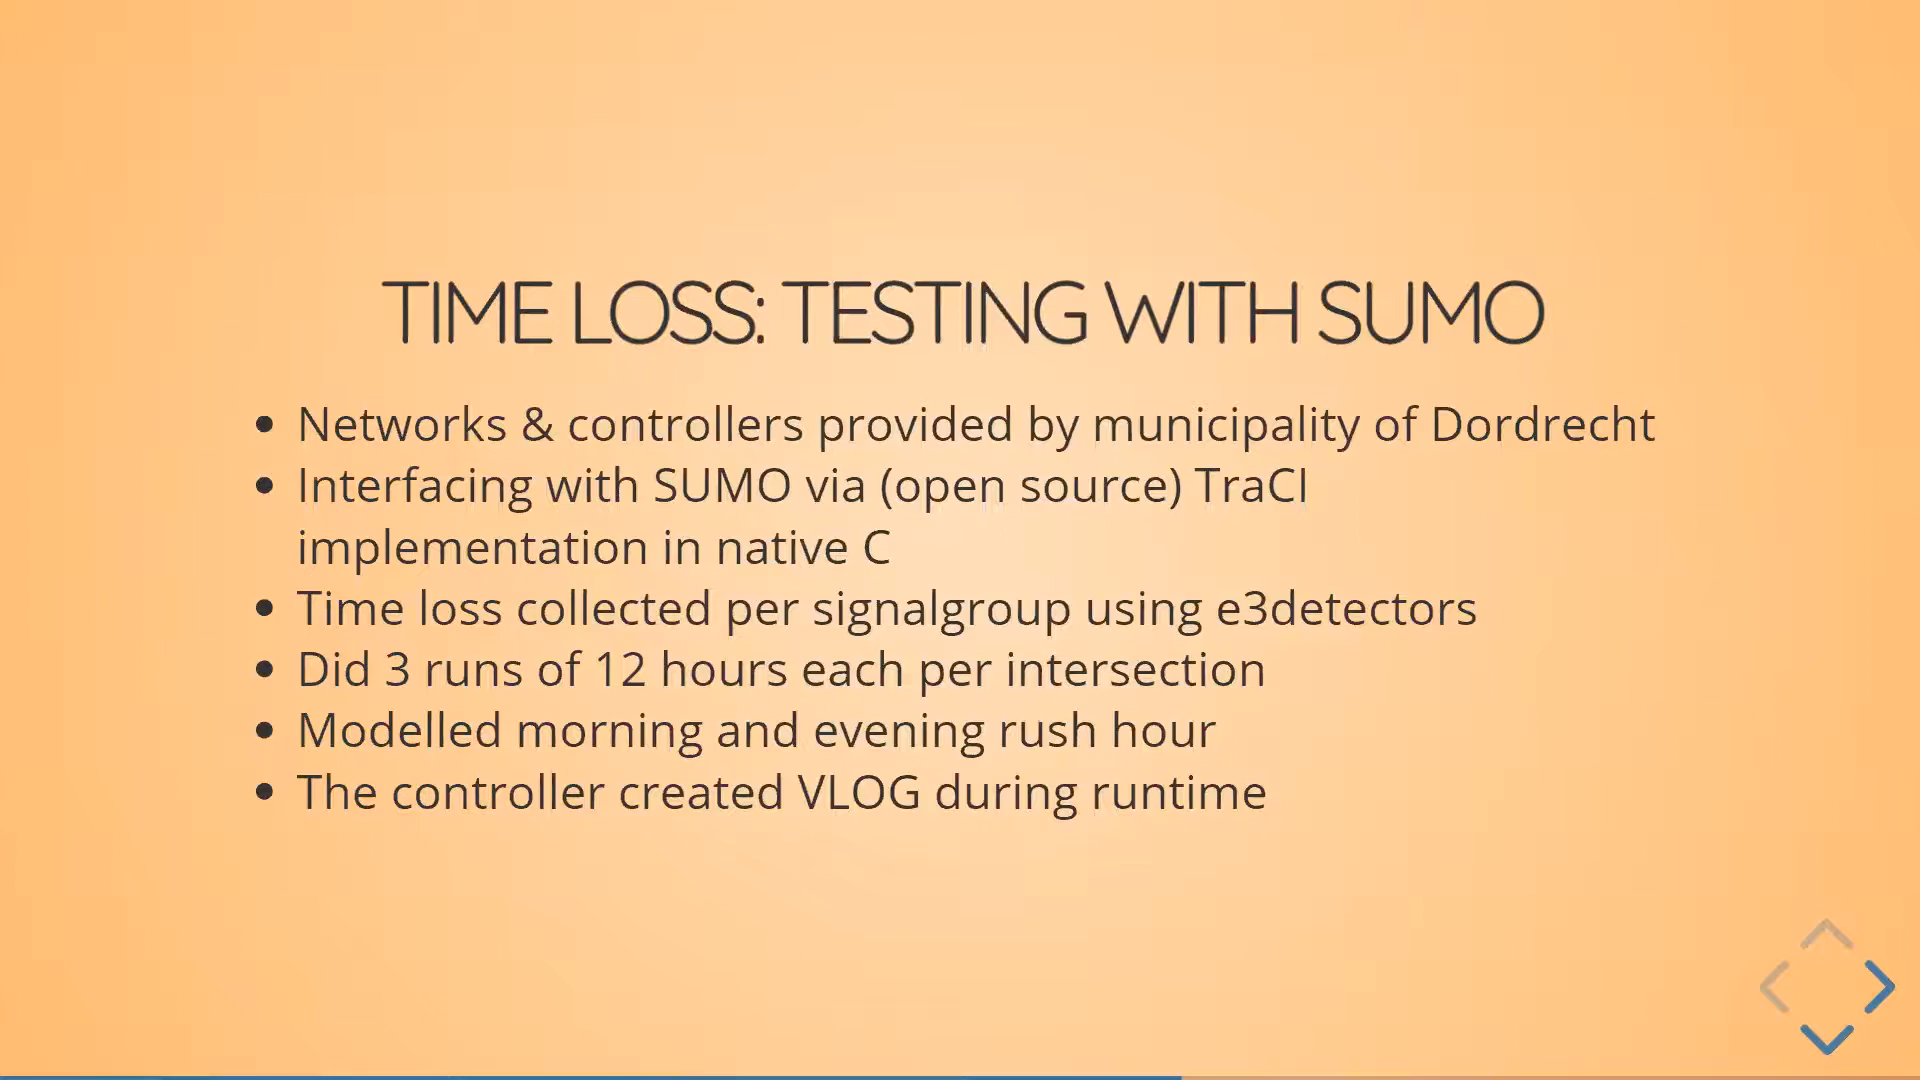 TIME LOSS: TESTING WITH SUMO
• Networks & controllers provided by municipality of Dordrecht
• Interfacing with SUMO via (open source) TraCI
implementation in native C
• Time loss collected per signalgroup using e3detectors
• Did 3 runs of 12 hours each per intersection
• Modelled morning and evening rush hour
• The controller created VLOG during runtime